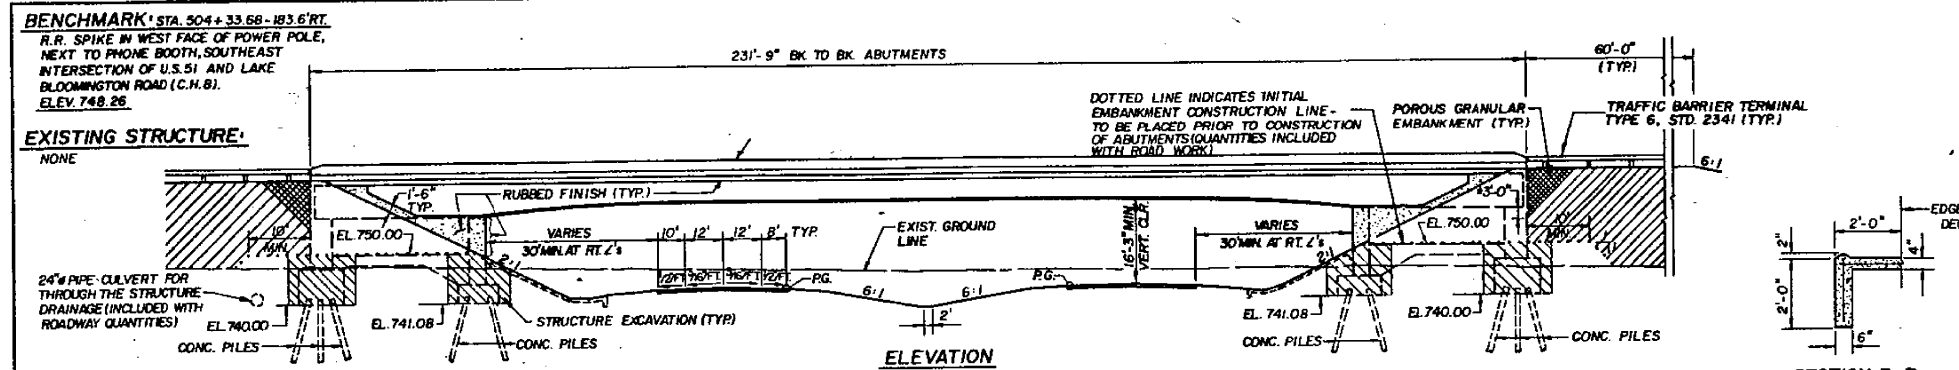 BENCHMARK: STA. 504+33.68-183.6'RT.
R.R. SPIKE IN WEST FACE OF POWER POLE,
NEXT TO PHONE BOOTH, SOUTHEAST
INTERSECTION OF U.S. 51 AND LAKE
BLOOMINGTON ROAD (C.H. 8).
ELEV. 748.26
EXISTING STRUCTURE:
NONE
231'-9" BK. TO BK. ABUTMENTS
60'-0"
(TYP.)
DOTTED LINE INDICATES INITIAL
EMBANKMENT CONSTRUCTION LINE-
TO BE PLACED PRIOR TO CONSTRUCTION
OF ABUTMENTS (QUANTITIES INCLUDED
WITH ROAD WORK)
POROUS GRANULAR
EMBANKMENT (TYP.)
TRAFFIC BARRIER TERMINAL
TYPE 6, STD. 2341 (TYP.)
6:1
1'-6"
TYP.
RUBBED FINISH (TYP.)
3'-0"
10'
MIN.
EL. 750.00
VARIES
30' MIN. AT RT. ∠'s
10'
12'
12'
8'
TYP.
EXIST. GROUND
LINE
16'-3" MIN.
VERT. CLR.
VARIES
30' MIN. AT RT. ∠'s
EL. 750.00
10'
MIN.
2:1
1/2"/FT.
3/16"/FT.
3/16"/FT.
1/2"/FT.
P.G.
6:1
6:1
P.G.
2:1
24"ø PIPE-CULVERT FOR
THROUGH THE STRUCTURE
DRAINAGE (INCLUDED WITH
ROADWAY QUANTITIES)
EL. 740.00
EL. 741.08
STRUCTURE EXCAVATION (TYP.)
2'
EL. 741.08
EL. 740.00
CONC. PILES
CONC. PILES
CONC. PILES
CONC. PILES
ELEVATION
2'-0"
EDGE
2"
4"
2'-0"
6"